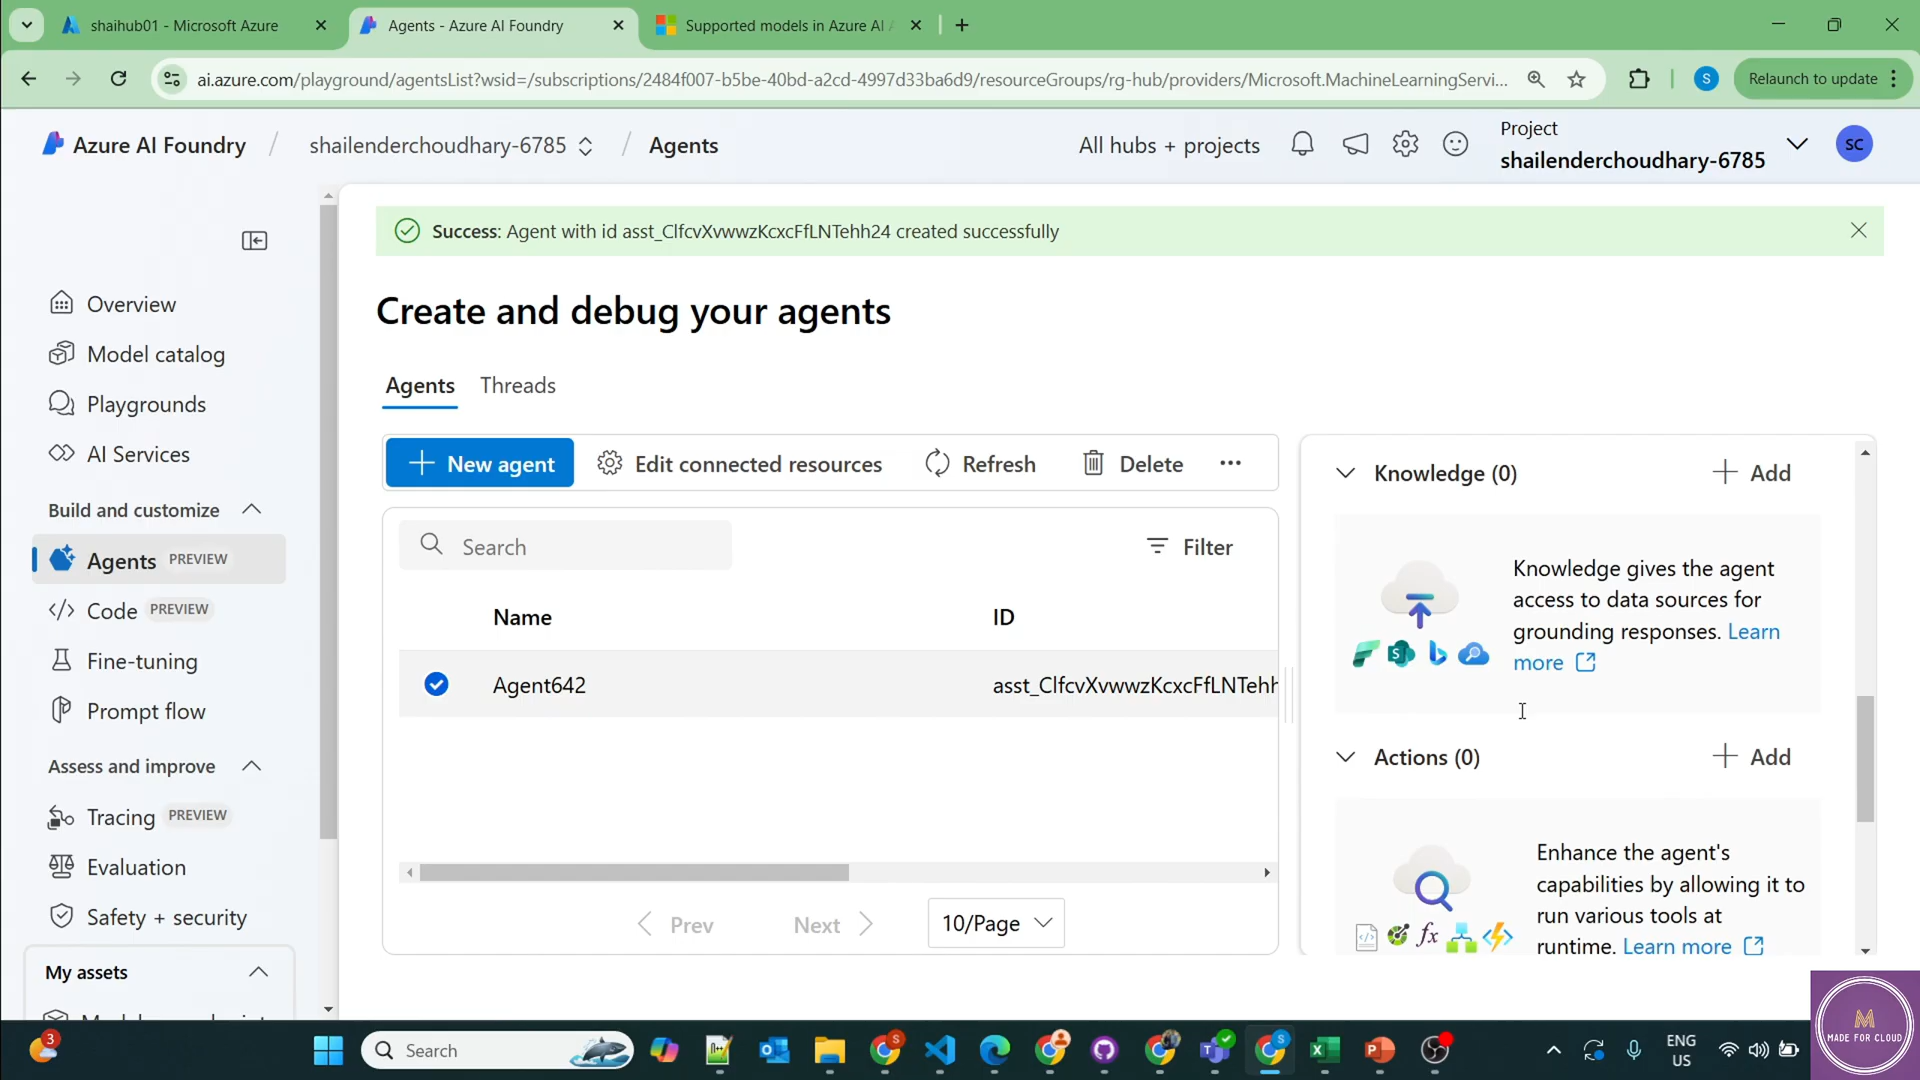 shaihub01 - Microsoft Azure
Agents - Azure AI Foundry
Supported models in Azure AI
ai.azure.com/playground/agentsList?wsid=/subscriptions/2484f007-b5be-40bd-a2cd-4997d33ba6d9/resourceGroups/rg-hub/providers/Microsoft.MachineLearningServi...
S
Relaunch to update
Azure AI Foundry / shailenderchoudhary-6785 / Agents
All hubs + projects
Project
shailenderchoudhary-6785
SC
Success: Agent with id asst_ClfcvXvwwzKcxcFfLNTehh24 created successfully
Overview
Model catalog
Playgrounds
AI Services
Build and customize
Agents PREVIEW
Code PREVIEW
Fine-tuning
Prompt flow
Assess and improve
Tracing PREVIEW
Evaluation
Safety + security
My assets
Create and debug your agents
Agents
Threads
+ New agent
Edit connected resources
Refresh
Delete
...
Search
Filter
Name
ID
Agent642
asst_ClfcvXvwwzKcxcFfLNTehh
Prev
Next
10/Page
Knowledge (0)
+ Add
Knowledge gives the agent
access to data sources for
grounding responses. Learn
more
Actions (0)
+ Add
Enhance the agent's
capabilities by allowing it to
run various tools at
runtime. Learn more
M
MADE FOR CLOUD
3
Search
ENG
US